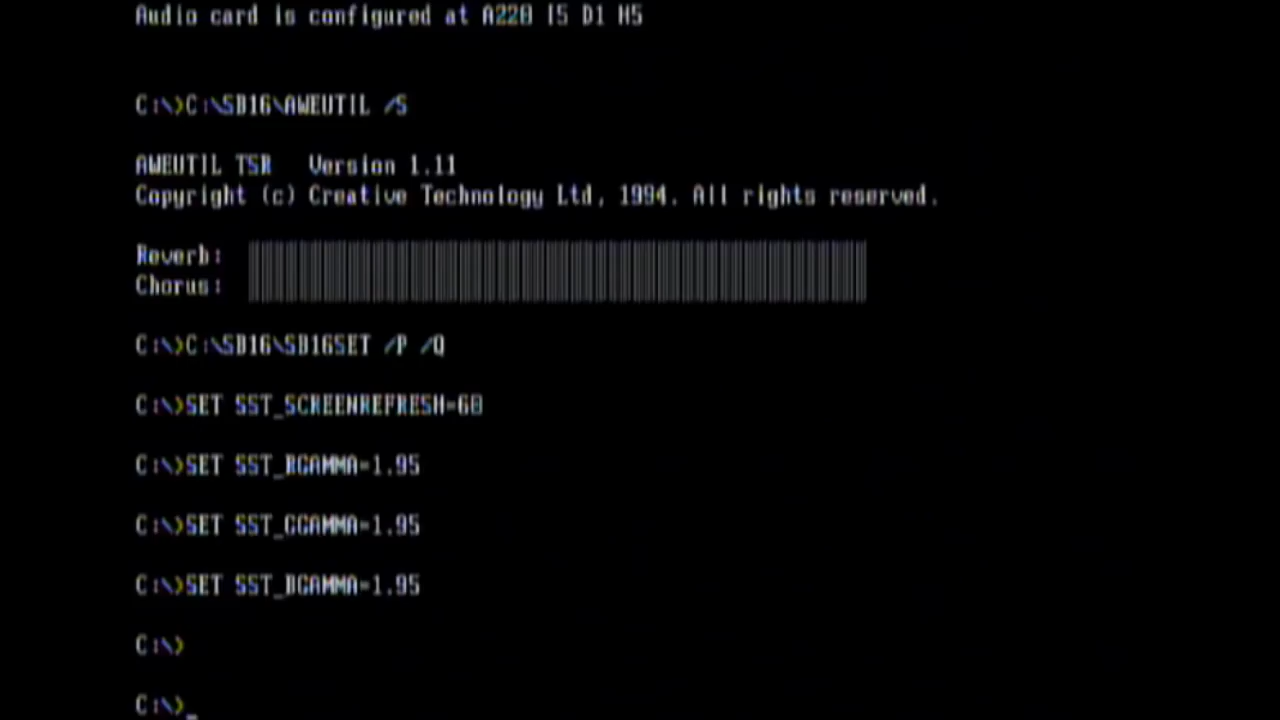 Audio card is configured at A220 I5 D1 H5
C:\>C:\SB16\AWEUTIL /S
AWEUTIL TSR Version 1.11
Copyright (c) Creative Technology Ltd, 1994. All rights reserved.
Reverb:
Chorus:
C:\>C:\SB16\SB16SET /P /Q
C:\>SET SST_SCREENREFRESH=60
C:\>SET SST_RGAMMA=1.95
C:\>SET SST_GGAMMA=1.95
C:\>SET SST_BGAMMA=1.95
C:\>
C:\>_